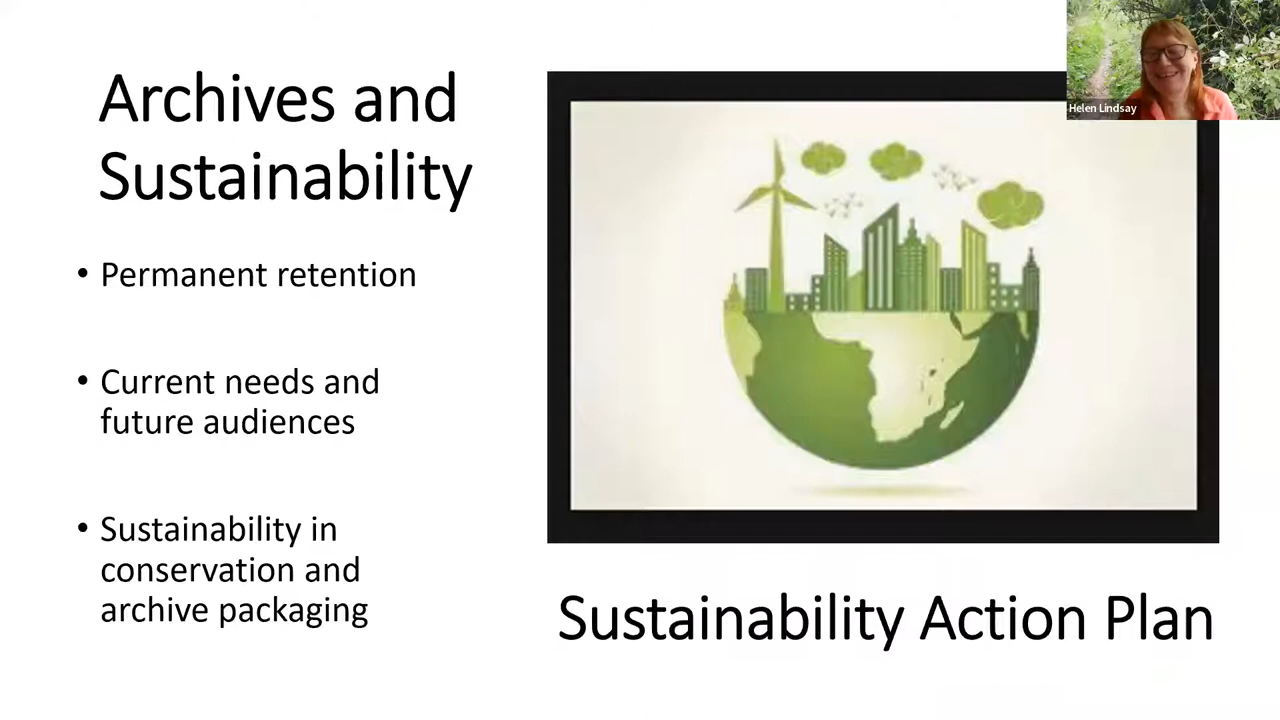 Archives and
Sustainability
• Permanent retention
• Current needs and
future audiences
• Sustainability in
conservation and
archive packaging
Helen Lindsay
Sustainability Action Plan